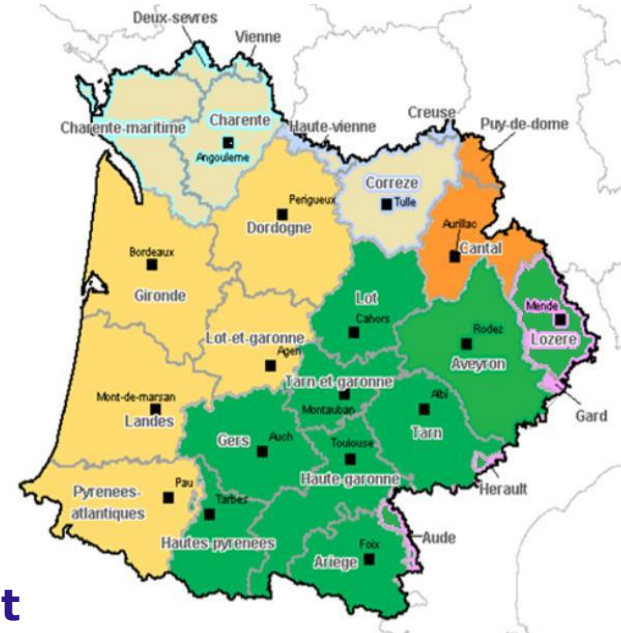 Deux-sevres
Vienne
Charente-maritime
Charente
Angouleme
Haute-vienne
Creuse
Puy-de-dome
Correze
Tulle
Perigueux
Dordogne
Aurillac
Cantal
Bordeaux
Gironde
Lot
Cahors
Mende
Lozere
Rodez
Aveyron
Lot-et-garonne
Agen
Tarn-et-garonne
Montauban
Albi
Tarn
Gard
Mont-de-marsan
Landes
Gers
Auch
Toulouse
Haute-garonne
Herault
Pau
Pyrenees-
atlantiques
Tarbes
Hautes-pyrenees
Aude
Foix
Ariege
t